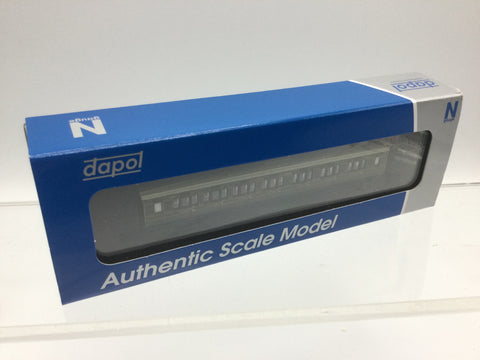 N
gauge
dapol
dapol
N
Authentic Scale Model